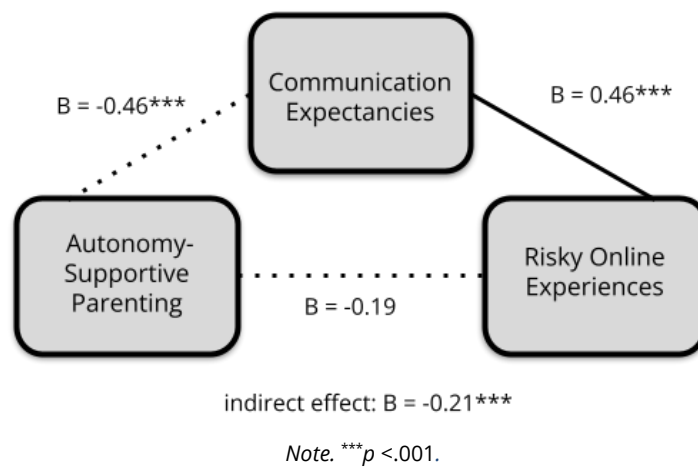 Communication
Expectancies
B = -0.46***
B = 0.46***
Autonomy-
Supportive
Parenting
Risky Online
Experiences
B = -0.19
indirect effect: B = -0.21***
Note. ***p <.001.